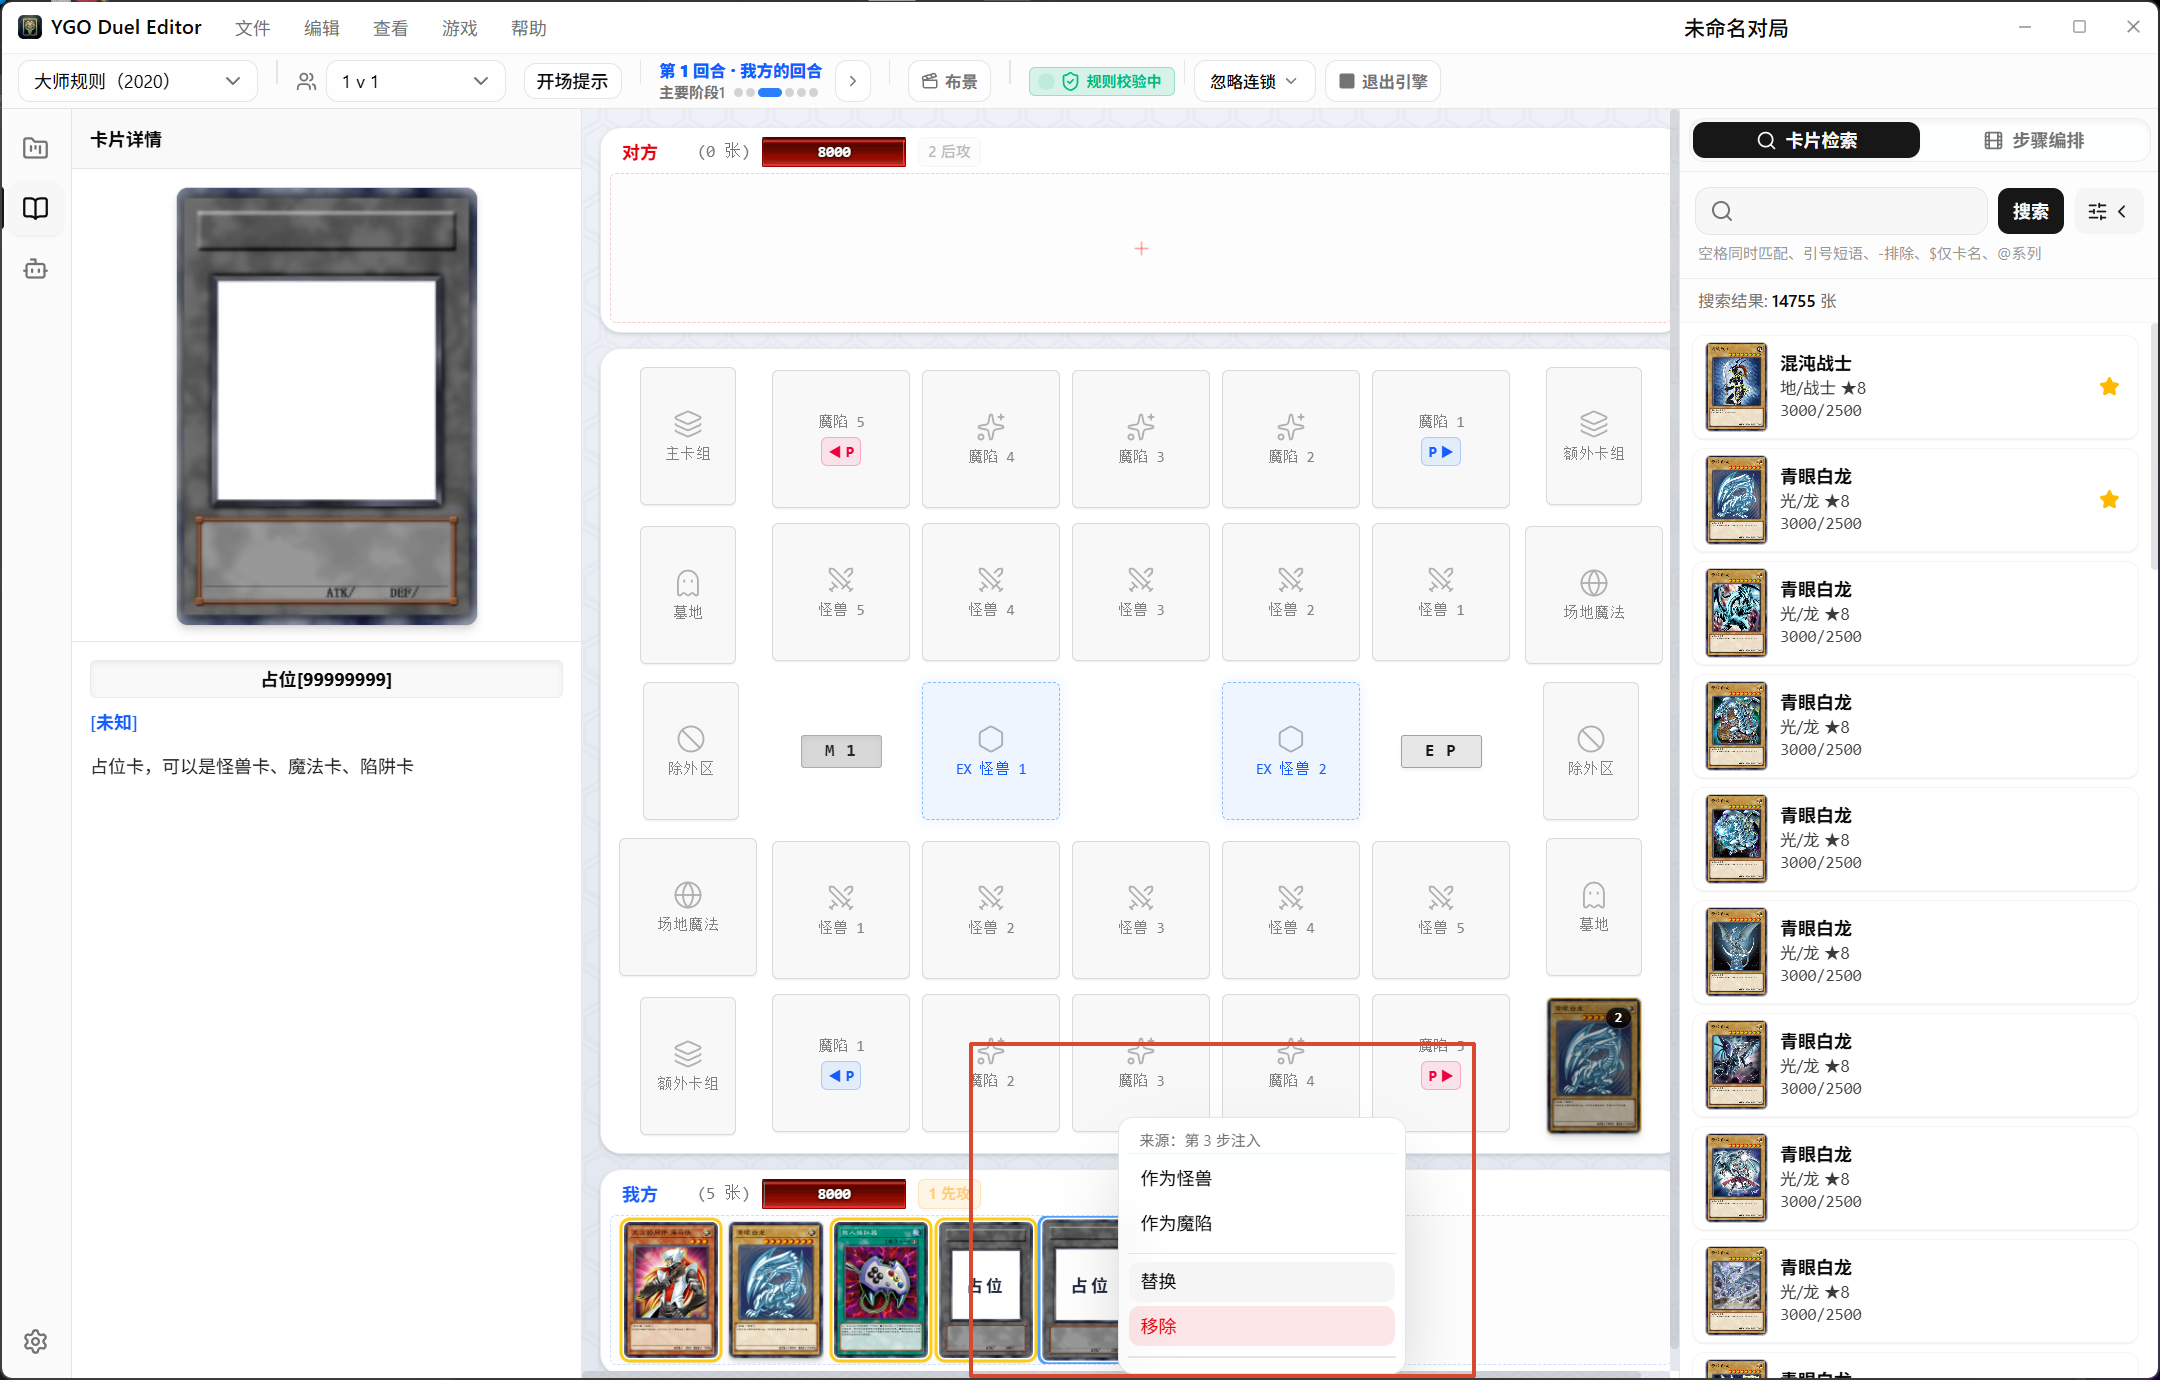 YGO Duel Editor 文件 编辑 查看 游戏 帮助 未命名对局
大师规则（2020） 1 v 1 开场提示 第 1 回合 · 我方的回合 布景 规则校验中 忽略连锁 退出引擎
主要阶段1
卡片详情
ATK/ DEF/
占位[99999999]
[未知]
占位卡，可以是怪兽卡、魔法卡、陷阱卡
对方 (0 张) 8000 2 后攻
+
主卡组 魔陷 5 魔陷 4 魔陷 3 魔陷 2 魔陷 1 额外卡组
◀ P P ▶
墓地 怪兽 5 怪兽 4 怪兽 3 怪兽 2 怪兽 1 场地魔法
除外区 M 1 EX 怪兽 1 EX 怪兽 2 E P 除外区
场地魔法 怪兽 1 怪兽 2 怪兽 3 怪兽 4 怪兽 5 墓地
额外卡组 魔陷 1 魔陷 2 魔陷 3 魔陷 4 魔陷 5 2
◀ P P ▶
我方 (5 张) 8000 1 先攻
占位 占位
来源：第 3 步注入
作为怪兽
作为魔陷
替换
移除
卡片检索 步骤编排
搜索
空格同时匹配、引号短语、-排除、$仅卡名、@系列
搜索结果: 14755 张
混沌战士
地/战士 ★8
3000/2500
青眼白龙
光/龙 ★8
3000/2500
青眼白龙
光/龙 ★8
3000/2500
青眼白龙
光/龙 ★8
3000/2500
青眼白龙
光/龙 ★8
3000/2500
青眼白龙
光/龙 ★8
3000/2500
青眼白龙
光/龙 ★8
3000/2500
青眼白龙
光/龙 ★8
3000/2500
青眼白龙
光/龙 ★8
3000/2500
青眼白龙